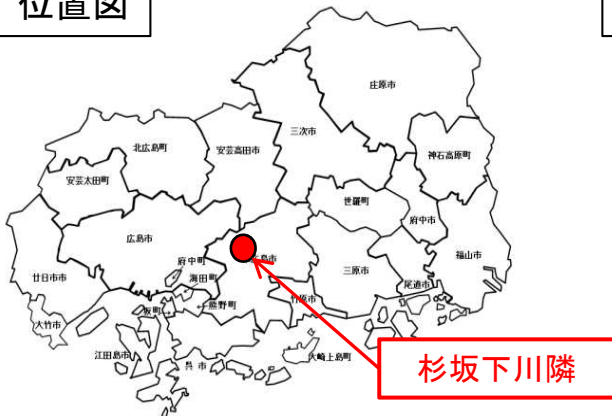 位置図
庄原市
三次市
北広島町
安芸高田市
神石高原町
安芸太田町
世羅町
府中市
広島市
府中町
海田町
広島市
三原市
福山市
尾道市
廿日市市
坂町
熊野町
竹原市
大竹市
江田島市
呉市
大崎上島町
杉坂下川隣